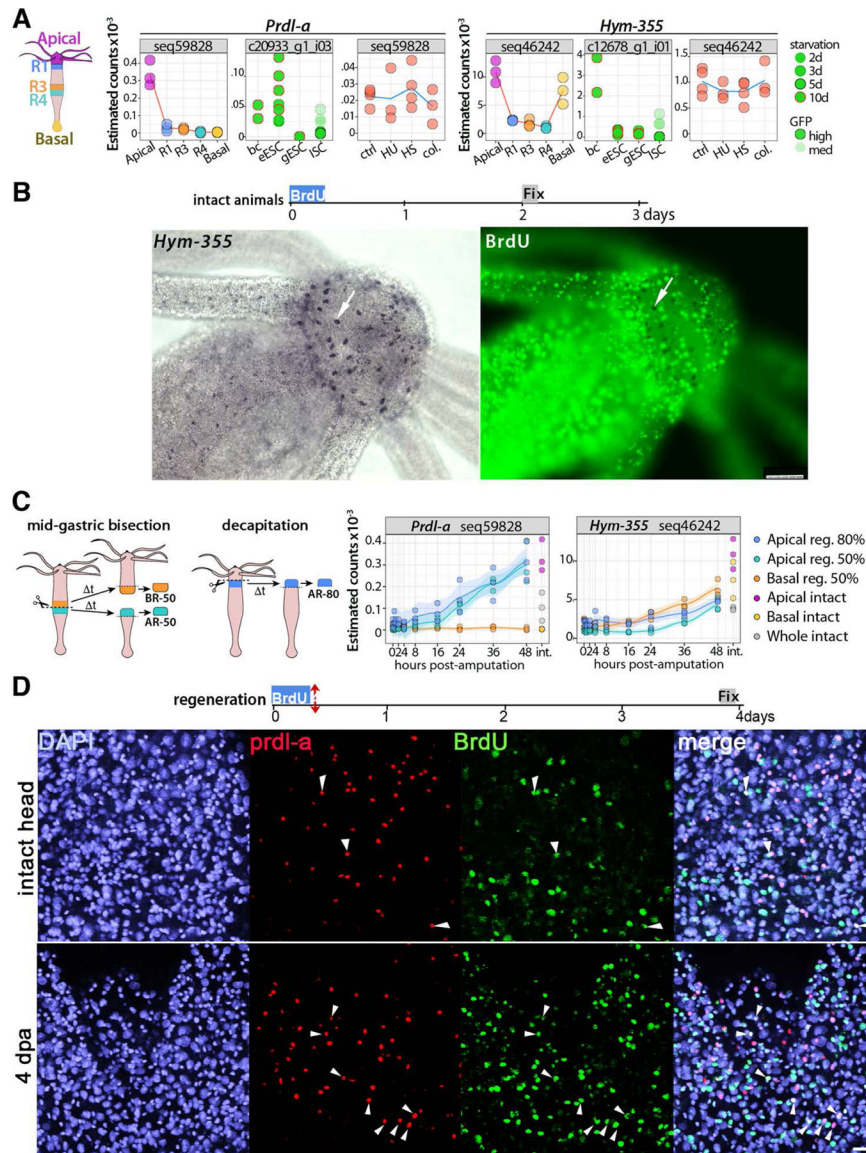 A
Apical
R1
R3
R4
Basal
Prdl-a
Estimated counts x10-3
seq59828
0.4
0.3
0.2
0.1
0
Apical R1 R3 R4 Basal
c20933_g1_i03
0.10
0.05
0
bc eESC gESC ISC
seq59828
0.04
0.03
0.02
0.01
0
ctrl HU HS col.
Hym-355
Estimated counts x10-3
seq46242
10
5
0
Apical R1 R3 R4 Basal
c12678_g1_i01
4
3
2
1
0
bc eESC gESC ISC
seq46242
1.5
1.0
0.5
0
ctrl HU HS col.
starvation
2d
3d
5d
10d
GFP
high
med
B
intact animals
BrdU
Fix
0 1 2 3 days
Hym-355
BrdU
C
mid-gastric bisection
Δt
BR-50
Δt
AR-50
decapitation
Δt
AR-80
Estimated counts x10-3
Prdl-a seq59828
0.4
0.3
0.2
0.1
0
0 2 4 8 16 24 36 48 int.
Hym-355 seq46242
10
5
0
0 2 4 8 16 24 36 48 int.
hours post-amputation
Apical reg. 80%
Apical reg. 50%
Basal reg. 50%
Apical intact
Basal intact
Whole intact
D
regeneration
BrdU
Fix
0 1 2 3 4days
DAPI
prdl-a
BrdU
merge
intact head
4 dpa